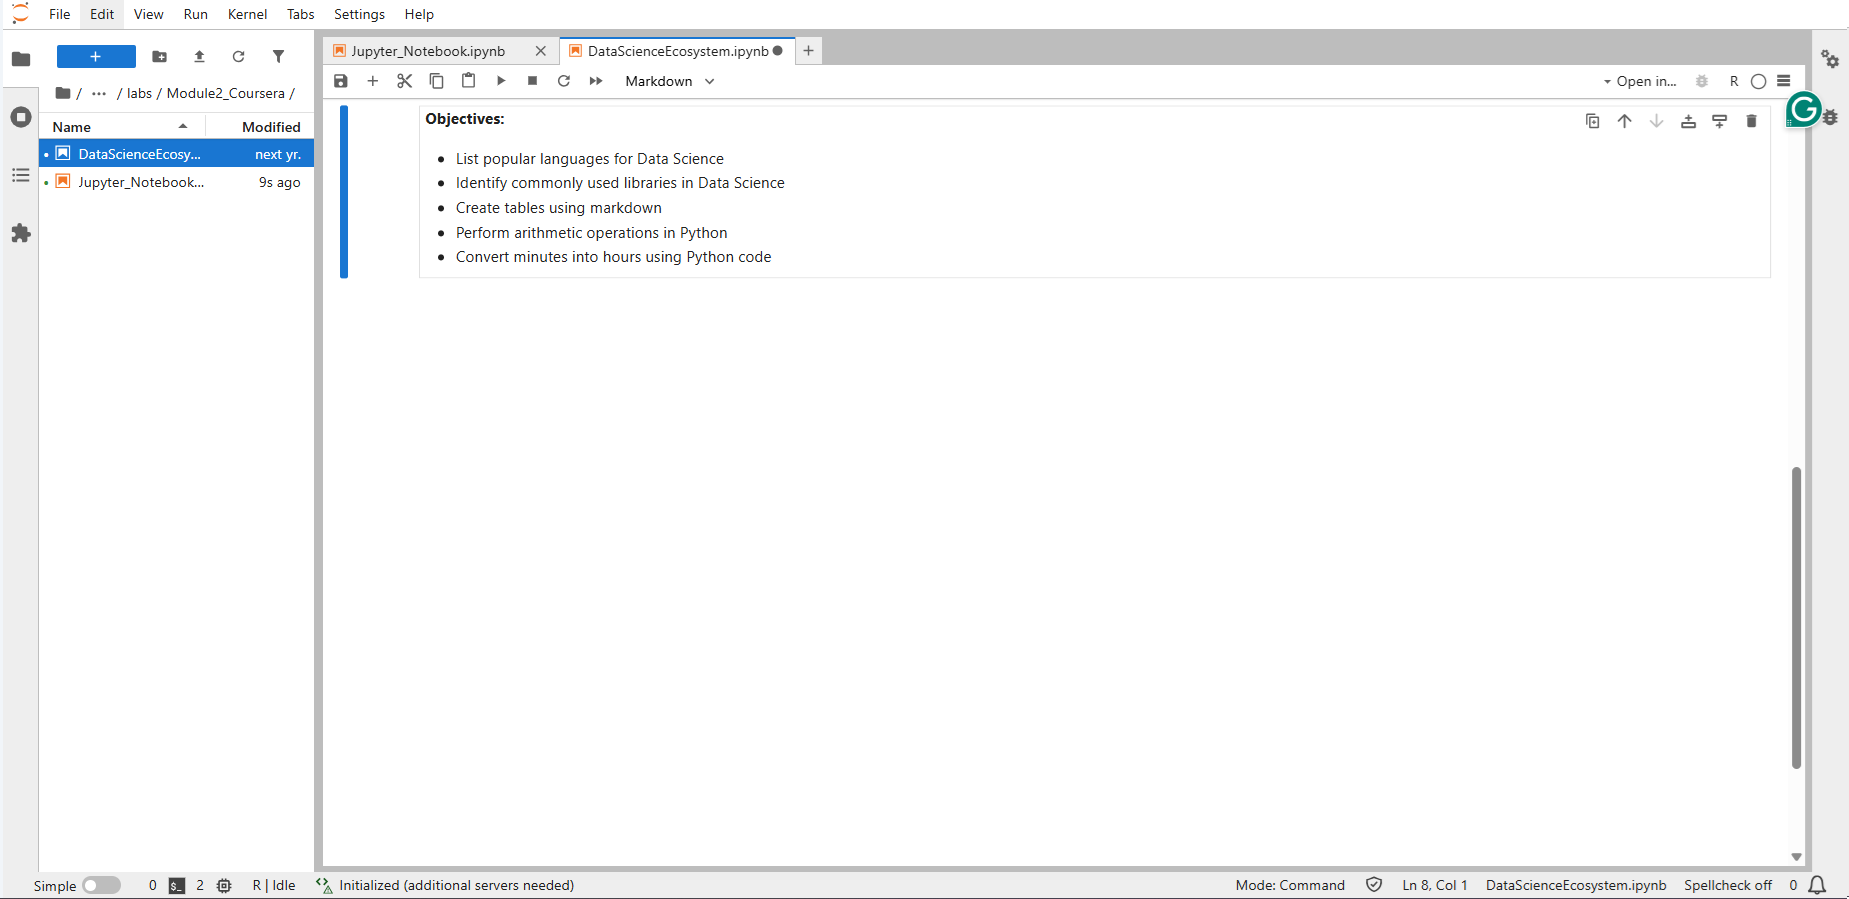 File Edit View Run Kernel Tabs Settings Help
Jupyter_Notebook.ipynb
DataScienceEcosystem.ipynb
Markdown
Open in...
R
/ ... / labs / Module2_Coursera /
Name Modified
DataScienceEcosy... next yr.
Jupyter_Notebook... 9s ago
Objectives:
List popular languages for Data Science
Identify commonly used libraries in Data Science
Create tables using markdown
Perform arithmetic operations in Python
Convert minutes into hours using Python code
Simple 0 $_ 2 R | Idle Initialized (additional servers needed) Mode: Command Ln 8, Col 1 DataScienceEcosystem.ipynb Spellcheck off 0